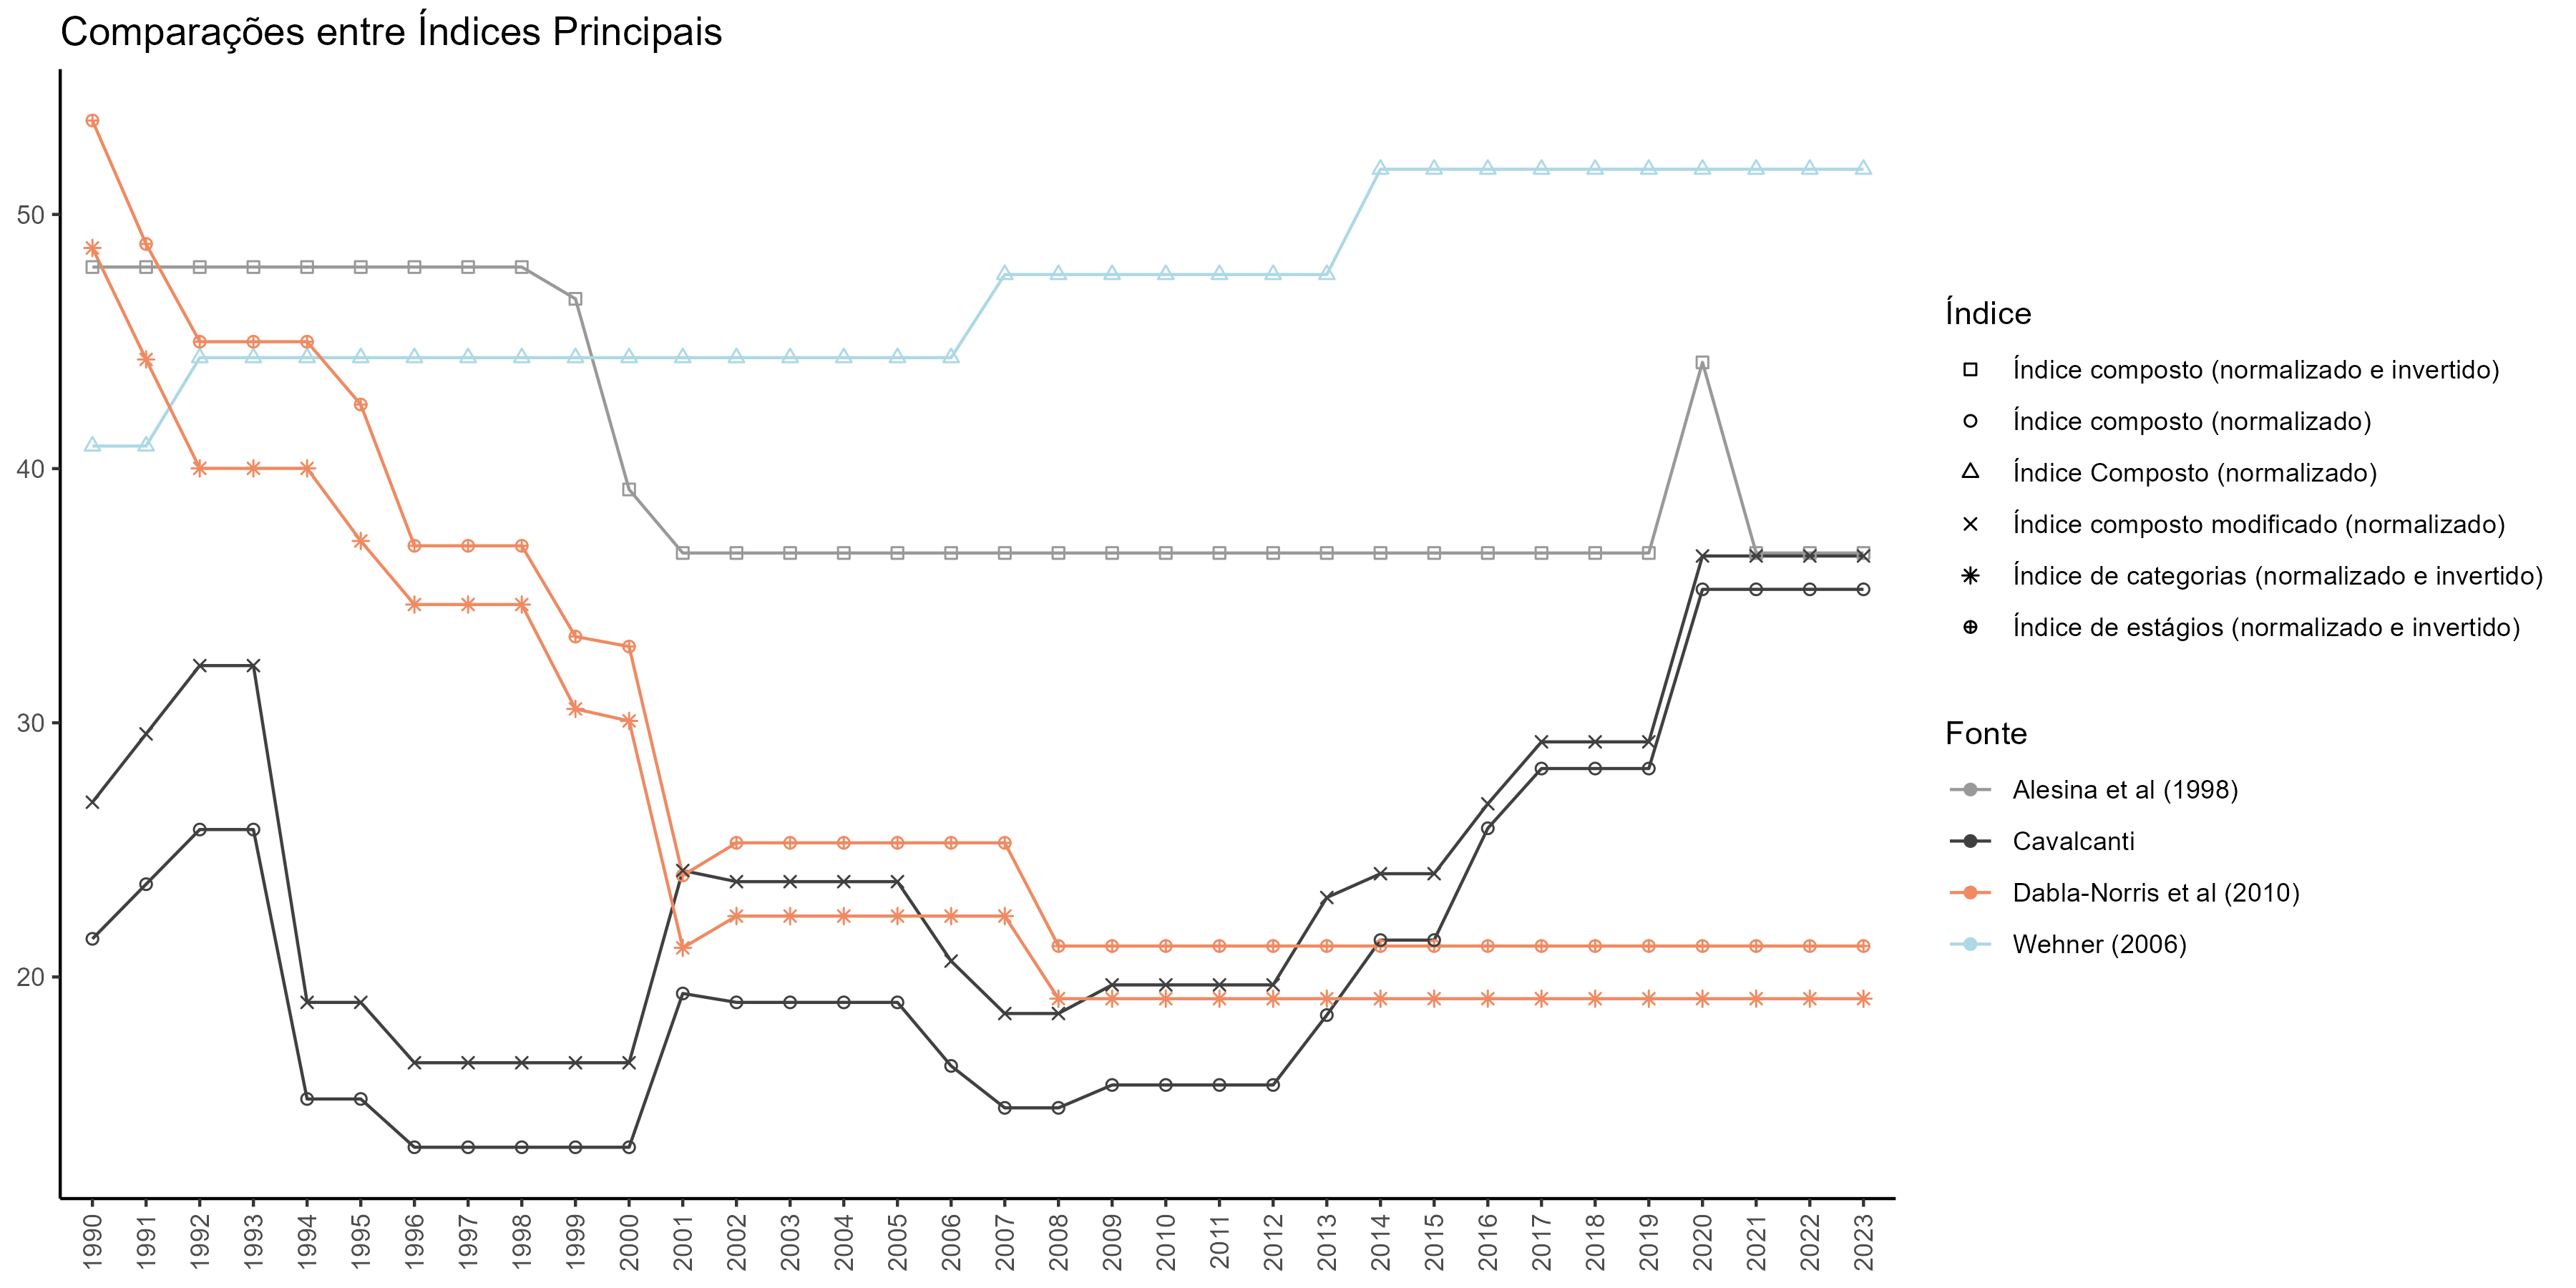 Comparações entre Índices Principais
50
40
30
20
1990
1991
1992
1993
1994
1995
1996
1997
1998
1999
2000
2001
2002
2003
2004
2005
2006
2007
2008
2009
2010
2011
2012
2013
2014
2015
2016
2017
2018
2019
2020
2021
2022
2023
Índice
Índice composto (normalizado e invertido)
Índice composto (normalizado)
Índice Composto (normalizado)
Índice composto modificado (normalizado)
Índice de categorias (normalizado e invertido)
Índice de estágios (normalizado e invertido)
Fonte
Alesina et al (1998)
Cavalcanti
Dabla-Norris et al (2010)
Wehner (2006)